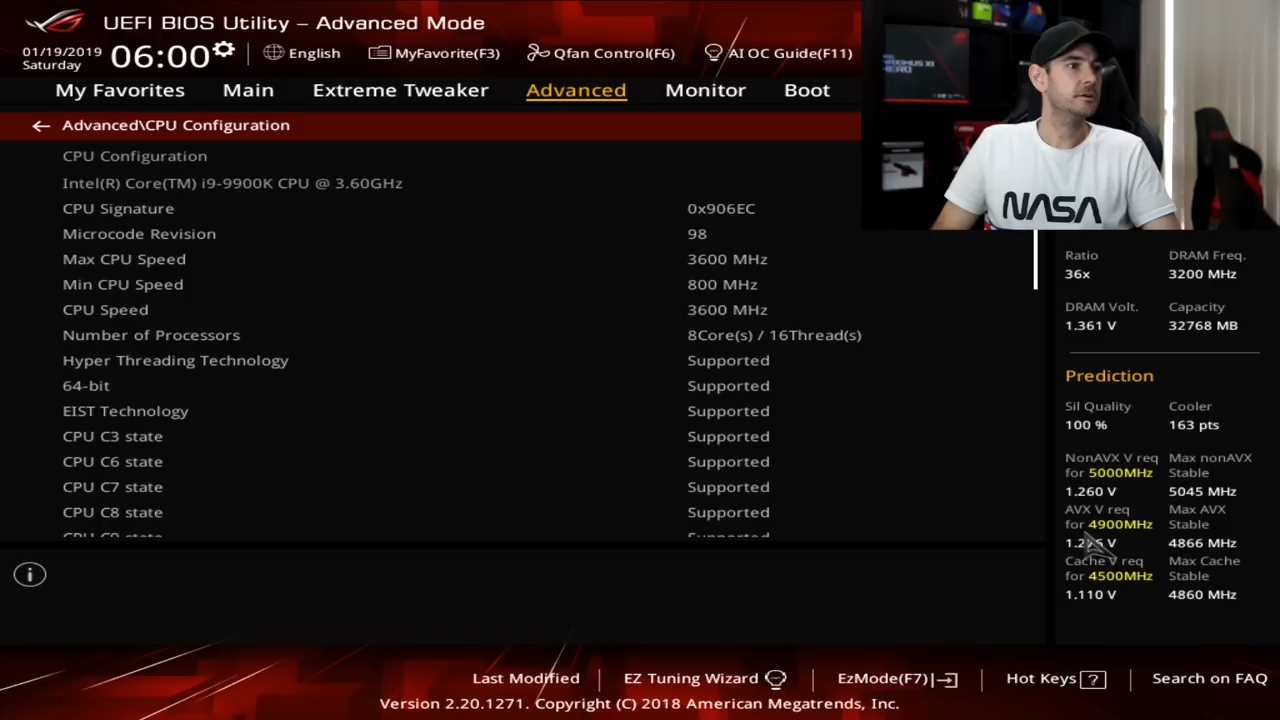 UEFI BIOS Utility – Advanced Mode
01/19/2019
Saturday
06:00
English
MyFavorite(F3)
Qfan Control(F6)
AI OC Guide(F11)
My Favorites
Main
Extreme Tweaker
Advanced
Monitor
Boot
Advanced\CPU Configuration
CPU Configuration
Intel(R) Core(TM) i9-9900K CPU @ 3.60GHz
CPU Signature 0x906EC
Microcode Revision 98
Max CPU Speed 3600 MHz
Min CPU Speed 800 MHz
CPU Speed 3600 MHz
Number of Processors 8Core(s) / 16Thread(s)
Hyper Threading Technology Supported
64-bit Supported
EIST Technology Supported
CPU C3 state Supported
CPU C6 state Supported
CPU C7 state Supported
CPU C8 state Supported
NASA
Ratio DRAM Freq.
36x 3200 MHz
DRAM Volt. Capacity
1.361 V 32768 MB
Prediction
Sil Quality Cooler
100 % 163 pts
NonAVX V req Max nonAVX
for 5000MHz Stable
1.260 V 5045 MHz
AVX V req Max AVX
for 4900MHz Stable
V 4866 MHz
Cache V req Max Cache
for 4500MHz Stable
1.110 V 4860 MHz
Last Modified
EZ Tuning Wizard
EzMode(F7)
Hot Keys ?
Search on FAQ
Version 2.20.1271. Copyright (C) 2018 American Megatrends, Inc.